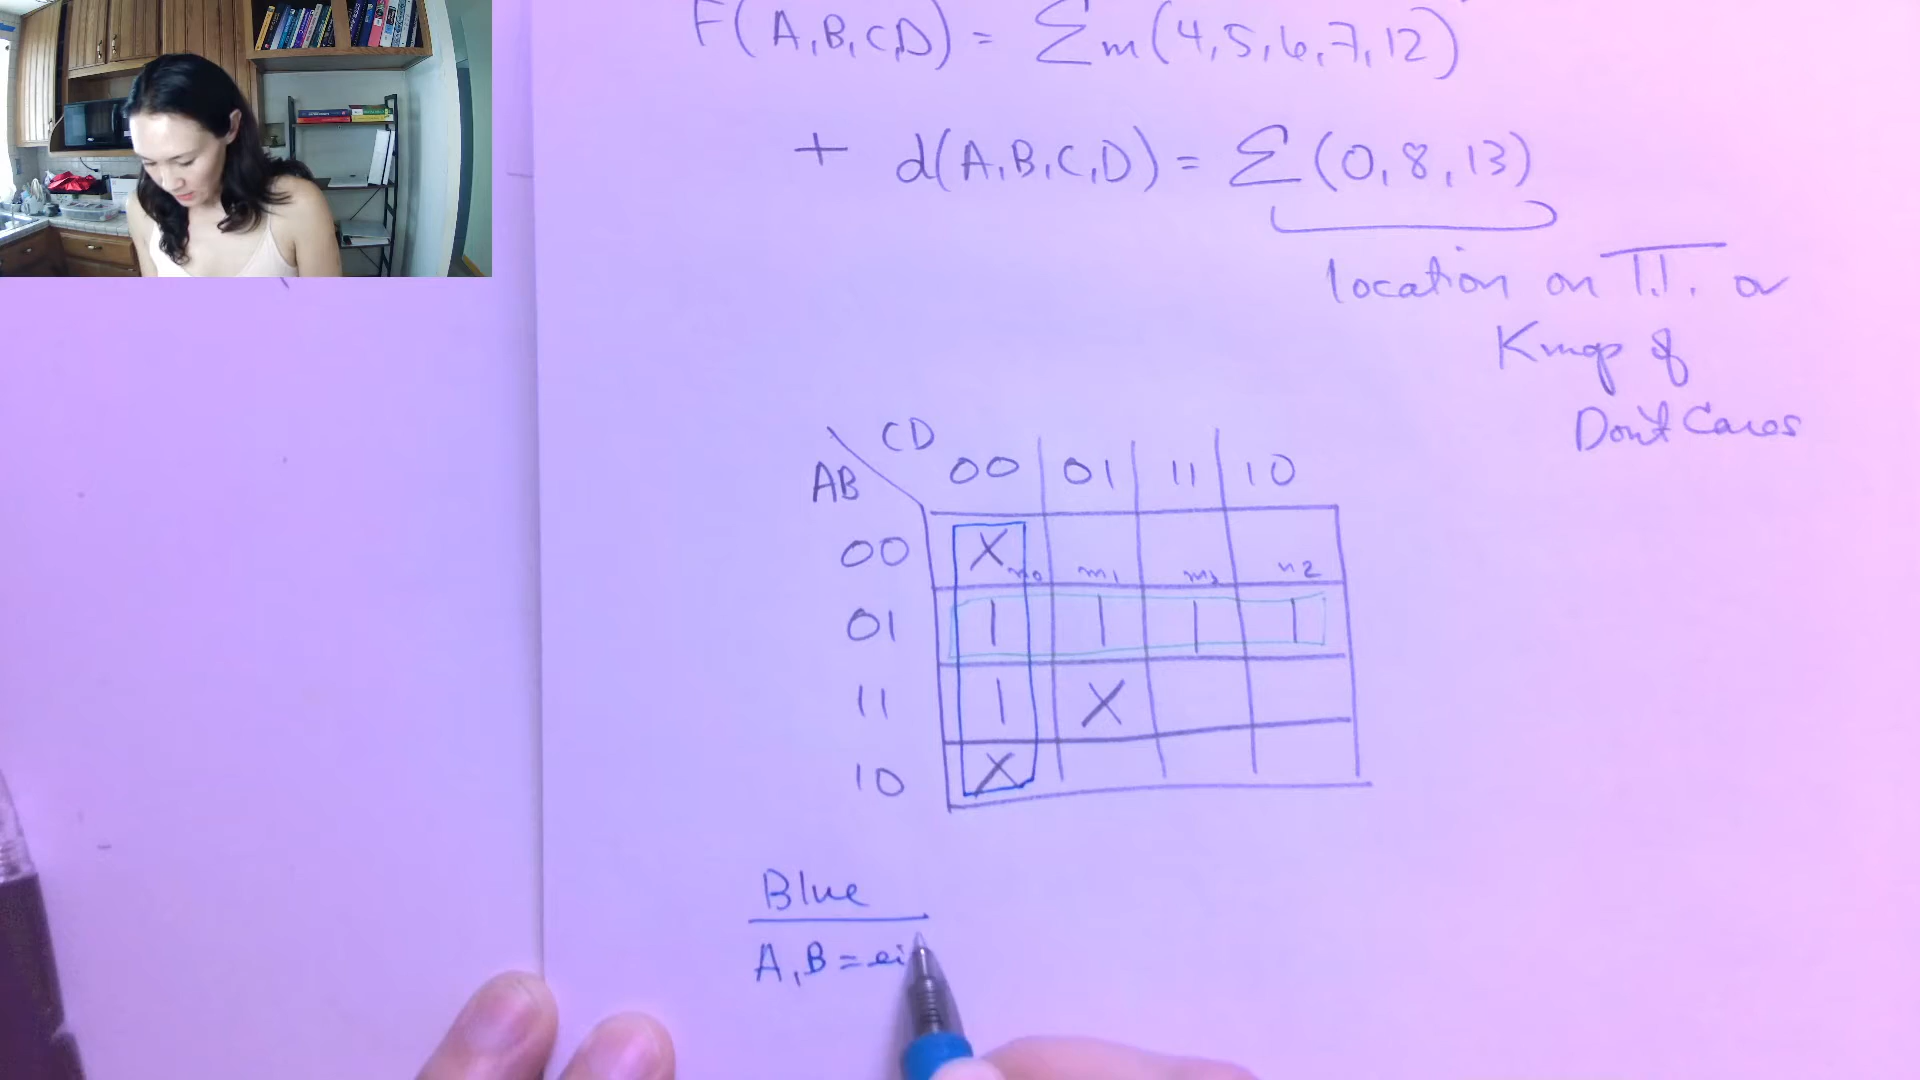 F(A,B,C,D) = Σm(4,5,6,7,12)
+ d(A,B,C,D) = Σ(0,8,13)
location on T.T. or
Kmap of
Don't Cares
CD
AB 00 01 11 10
00 X m0 m1 m3 m2
01 1 1 1 1
11 1 X
10 X
Blue
A,B = ei